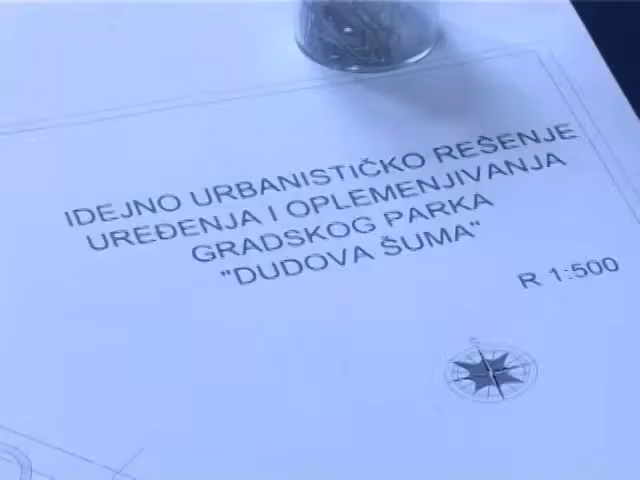 IDEJNO URBANISTIČKO REŠENJE
UREĐENJA I OPLEMENJIVANJA
GRADSKOG PARKA
"DUDOVA ŠUMA"
R 1:500